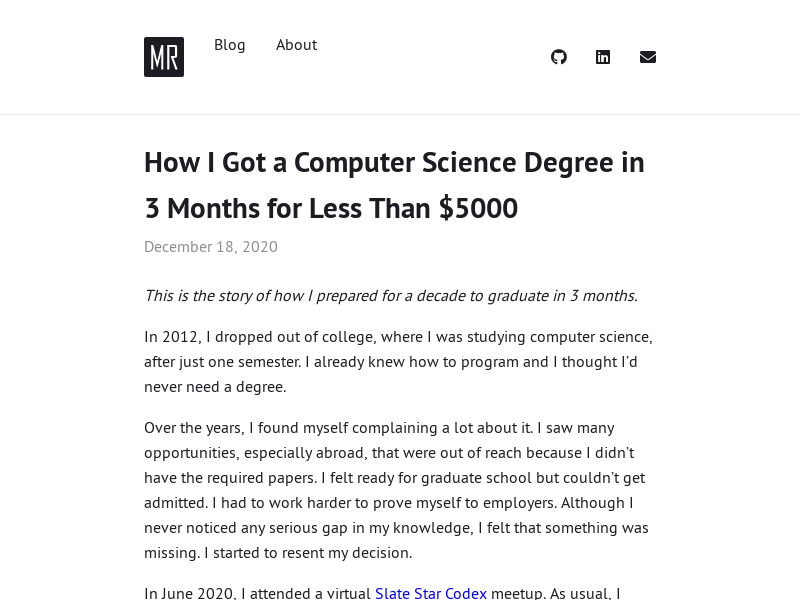 MR
Blog
About
How I Got a Computer Science Degree in
3 Months for Less Than $5000
December 18, 2020
This is the story of how I prepared for a decade to graduate in 3 months.
In 2012, I dropped out of college, where I was studying computer science,
after just one semester. I already knew how to program and I thought I’d
never need a degree.
Over the years, I found myself complaining a lot about it. I saw many
opportunities, especially abroad, that were out of reach because I didn’t
have the required papers. I felt ready for graduate school but couldn’t get
admitted. I had to work harder to prove myself to employers. Although I
never noticed any serious gap in my knowledge, I felt that something was
missing. I started to resent my decision.
In June 2020, I attended a virtual Slate Star Codex meetup. As usual, I